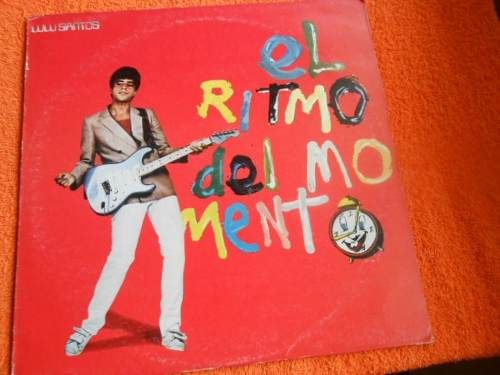 LULU SANTOS
eL
RITMO
del MO
MeNTO